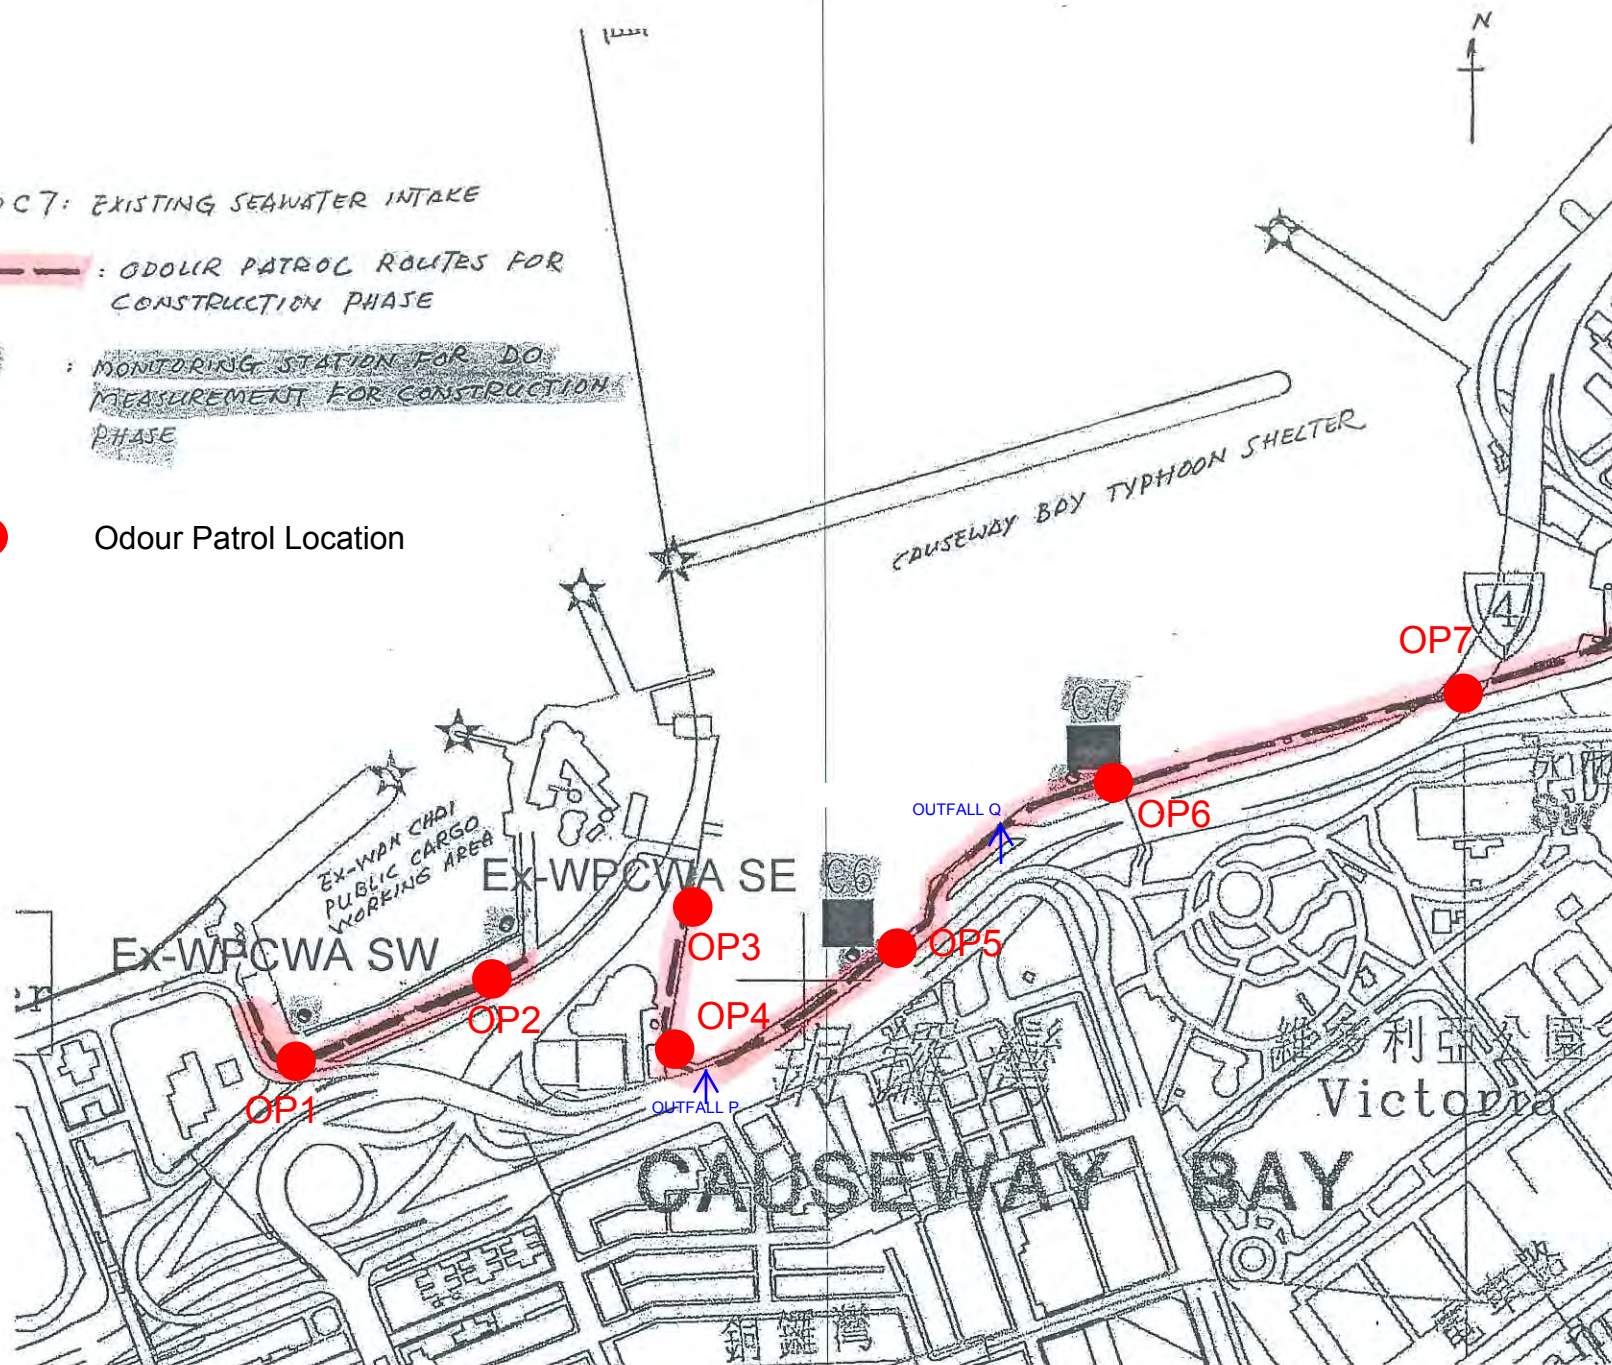 N
C7: EXISTING SEAWATER INTAKE
: ODOUR PATROL ROUTES FOR
CONSTRUCTION PHASE
: MONITORING STATION FOR DO
MEASUREMENT FOR CONSTRUCTION
PHASE
Odour Patrol Location
CAUSEWAY BAY TYPHOON SHELTER
4
OP7
C7
OP6
OUTFALL Q
EX-WAN CHAI
PUBLIC CARGO
WORKING AREA
Ex-WPCWA SE
C6
OP3
OP5
Ex-WPCWA SW
OP2
OP4
OP1
OUTFALL P
維多利亞公園
Victoria
CAUSEWAY BAY
銅鑼灣